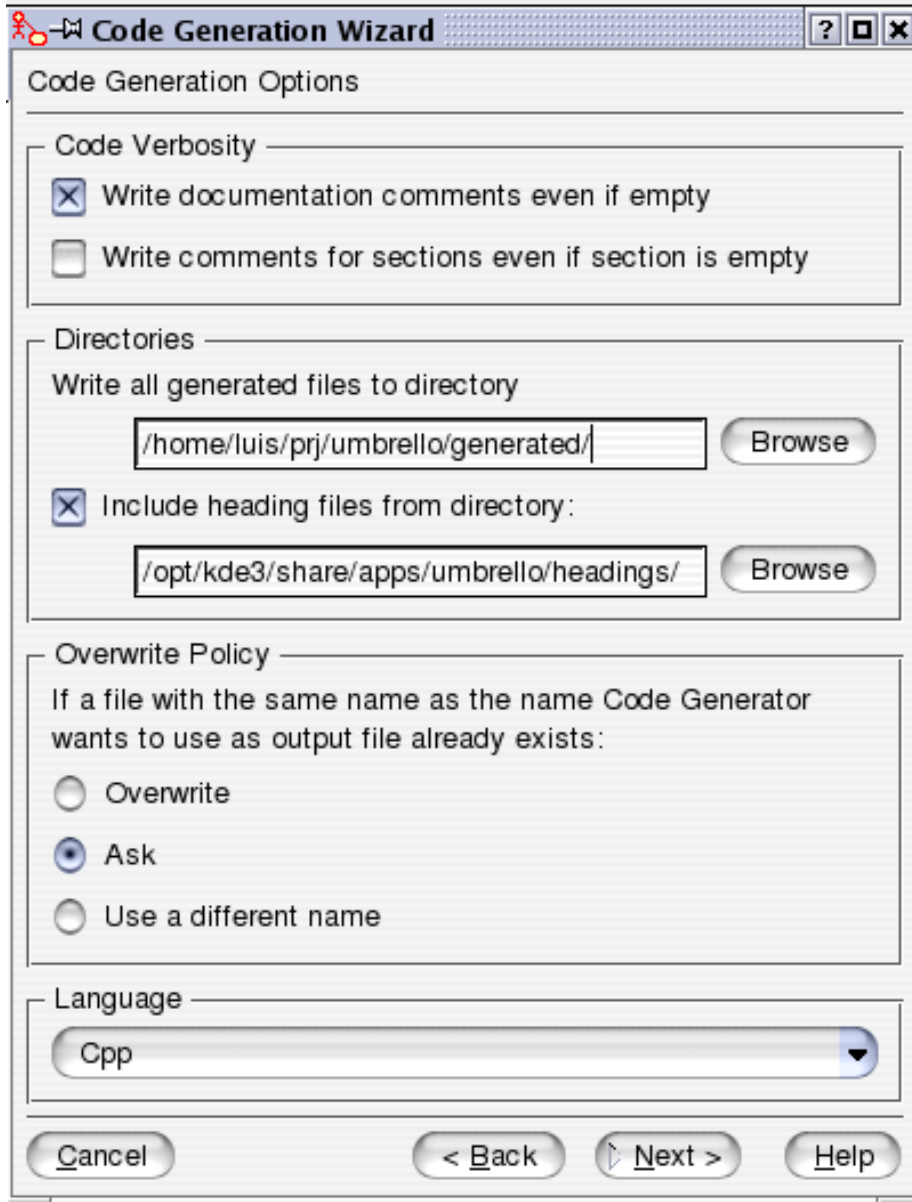 Code Generation Wizard
Code Generation Options
Code Verbosity
Write documentation comments even if empty
Write comments for sections even if section is empty
Directories
Write all generated files to directory
/home/luis/prj/umbrello/generated/
Browse
Include heading files from directory:
/opt/kde3/share/apps/umbrello/headings/
Browse
Overwrite Policy
If a file with the same name as the name Code Generator
wants to use as output file already exists:
Overwrite
Ask
Use a different name
Language
Cpp
Cancel
< Back
Next >
Help